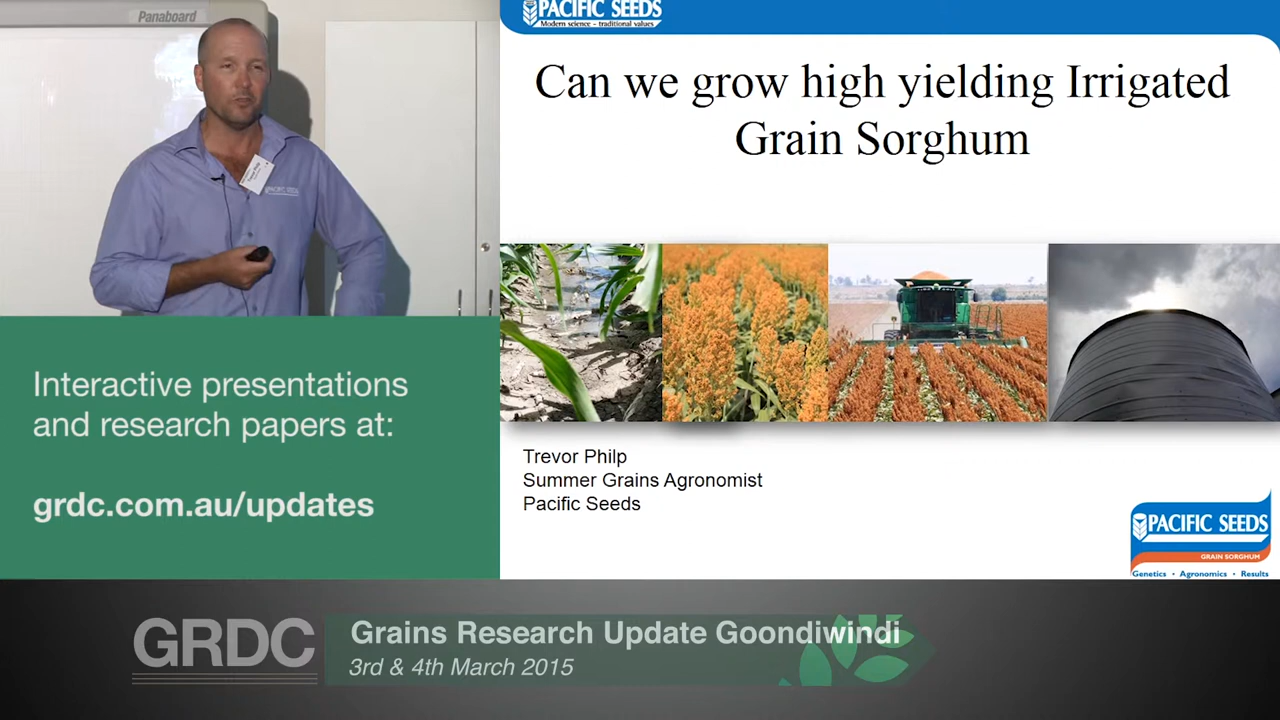 Panaboard
PACIFIC SEEDS
Modern science - traditional values
Can we grow high yielding Irrigated
Grain Sorghum
PACIFIC SEEDS
Interactive presentations
and research papers at:
grdc.com.au/updates
Trevor Philp
Summer Grains Agronomist
Pacific Seeds
PACIFIC SEEDS
GRAIN SORGHUM
Genetics • Agronomics • Results
GRDC
Grains Research Update Goondiwindi
3rd & 4th March 2015